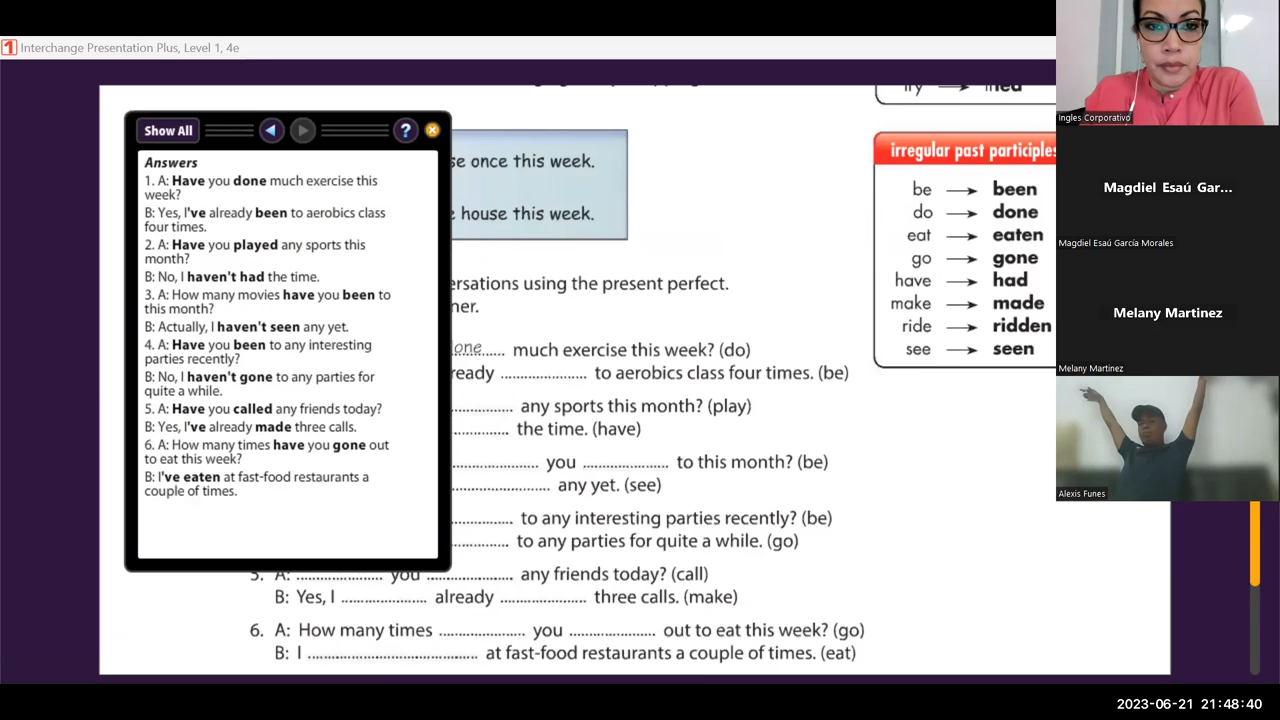 Interchange Presentation Plus, Level 1, 4e
Show All
?
Answers
1. A: Have you done much exercise this
week?
B: Yes, I've already been to aerobics class
four times.
2. A: Have you played any sports this
month?
B: No, I haven't had the time.
3. A: How many movies have you been to
this month?
B: Actually, I haven't seen any yet.
4. A: Have you been to any interesting
parties recently?
B: No, I haven't gone to any parties for
quite a while.
5. A: Have you called any friends today?
B: Yes, I've already made three calls.
6. A: How many times have you gone out
to eat this week?
B: I've eaten at fast-food restaurants a
couple of times.
se once this week.
e house this week.
ersations using the present perfect.
ner.
one much exercise this week? (do)
ready ............... to aerobics class four times. (be)
............... any sports this month? (play)
............... the time. (have)
............... you ............... to this month? (be)
............... any yet. (see)
............... to any interesting parties recently? (be)
............... to any parties for quite a while. (go)
5. A: ............... you ............... any friends today? (call)
B: Yes, I ............... already ............... three calls. (make)
6. A: How many times ............... you ............... out to eat this week? (go)
B: I ............... at fast-food restaurants a couple of times. (eat)
irregular past participles
be → been
do → done
eat → eaten
go → gone
have → had
make → made
ride → ridden
see → seen
Ingles Corporativo
Magdiel Esaú Gar...
Magdiel Esaú García Morales
Melany Martinez
Melany Martinez
Alexis Funes
2023-06-21 21:48:40